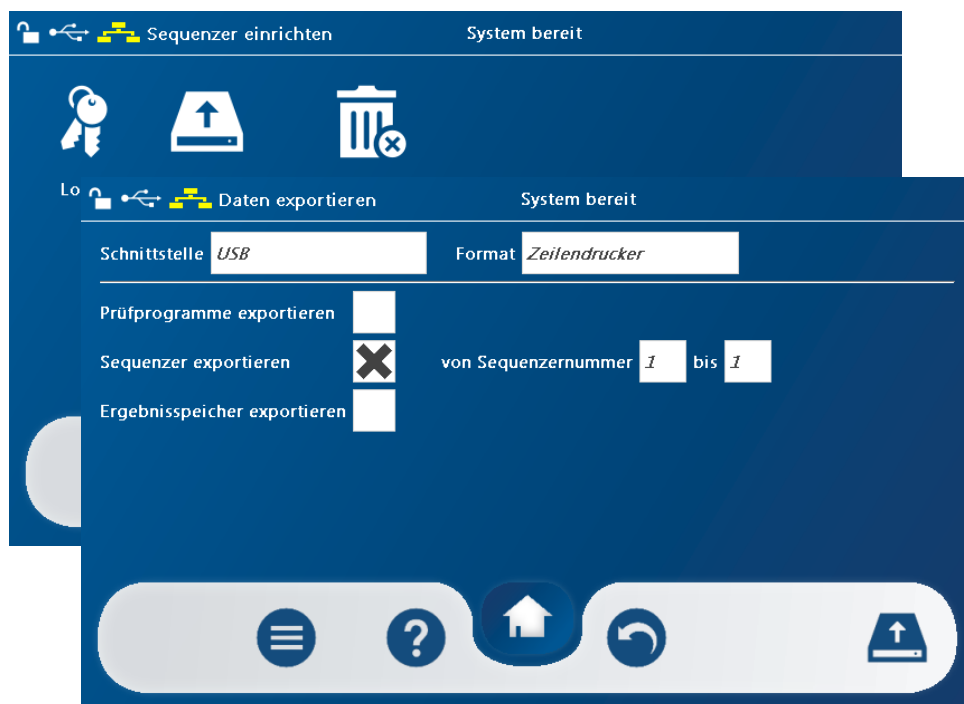 Sequenzer einrichten System bereit
Lo
Daten exportieren System bereit
Schnittstelle USB Format Zeilendrucker
Prüfprogramme exportieren
Sequenzer exportieren von Sequenzernummer 1 bis 1
Ergebnisspeicher exportieren